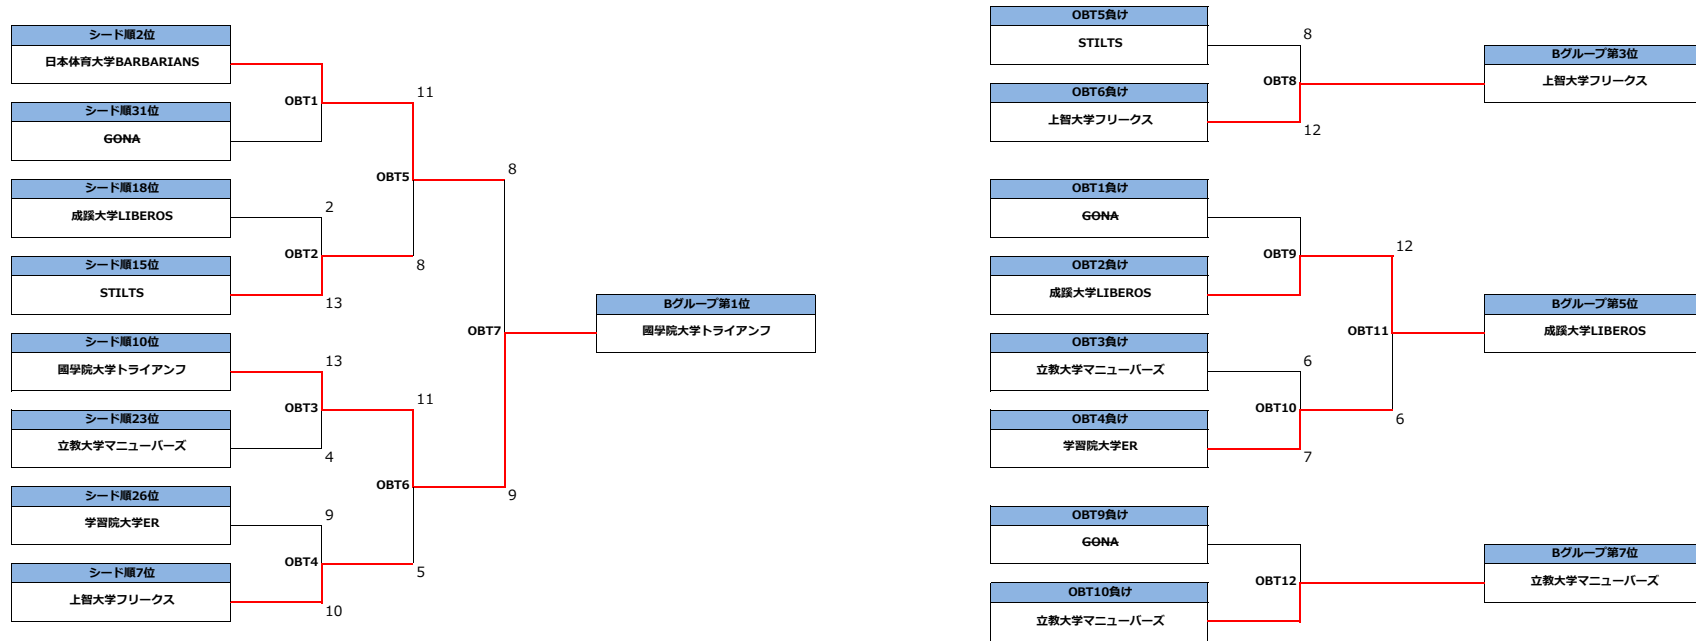 シード順2位
日本体育大学BARBARIANS
OBT1
11
シード順31位
GONA
シード順18位
成蹊大学LIBEROS
2
OBT2
OBT5
8
シード順15位
STILTS
13
8
シード順10位
國學院大学トライアンフ
13
OBT3
11
シード順23位
立教大学マニューバーズ
4
OBT6
9
シード順26位
学習院大学ER
9
OBT4
5
シード順7位
上智大学フリークス
10
OBT7
Bグループ第1位
國學院大学トライアンフ
OBT5負け
STILTS
8
OBT8
OBT6負け
上智大学フリークス
12
Bグループ第3位
上智大学フリークス
OBT1負け
GONA
OBT9
12
OBT2負け
成蹊大学LIBEROS
OBT11
OBT3負け
立教大学マニューバーズ
6
OBT10
6
OBT4負け
学習院大学ER
7
Bグループ第5位
成蹊大学LIBEROS
OBT9負け
GONA
OBT12
OBT10負け
立教大学マニューバーズ
Bグループ第7位
立教大学マニューバーズ